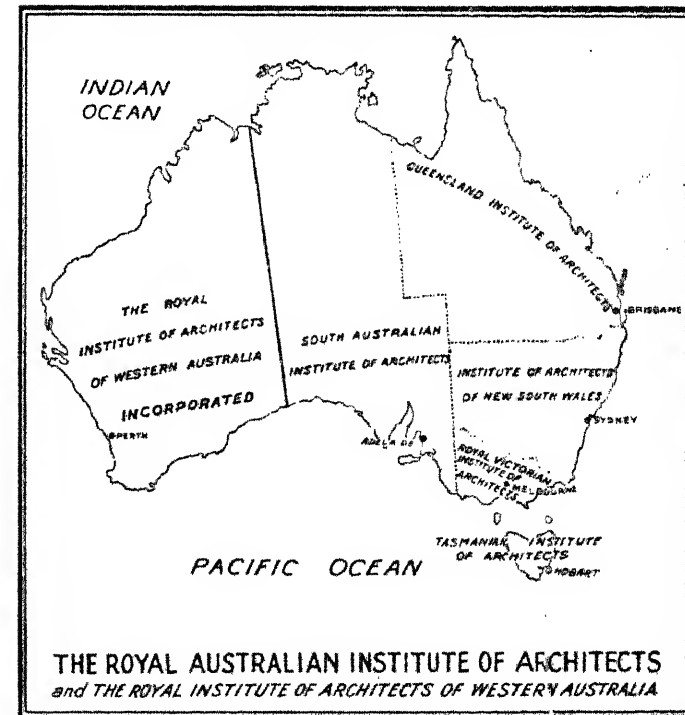 INDIAN
OCEAN
QUEENSLAND INSTITUTE OF ARCHITECTS
BRISBANE
THE ROYAL
INSTITUTE OF ARCHITECTS
OF WESTERN AUSTRALIA
INCORPORATED
PERTH
SOUTH AUSTRALIAN
INSTITUTE OF ARCHITECTS
INSTITUTE OF ARCHITECTS
OF NEW SOUTH WALES
SYDNEY
ADELAIDE
ROYAL VICTORIAN
INSTITUTE OF
ARCHITECTS
MELBOURNE
TASMANIAN INSTITUTE
OF ARCHITECTS
HOBART
PACIFIC OCEAN
THE ROYAL AUSTRALIAN INSTITUTE OF ARCHITECTS
and THE ROYAL INSTITUTE OF ARCHITECTS OF WESTERN AUSTRALIA